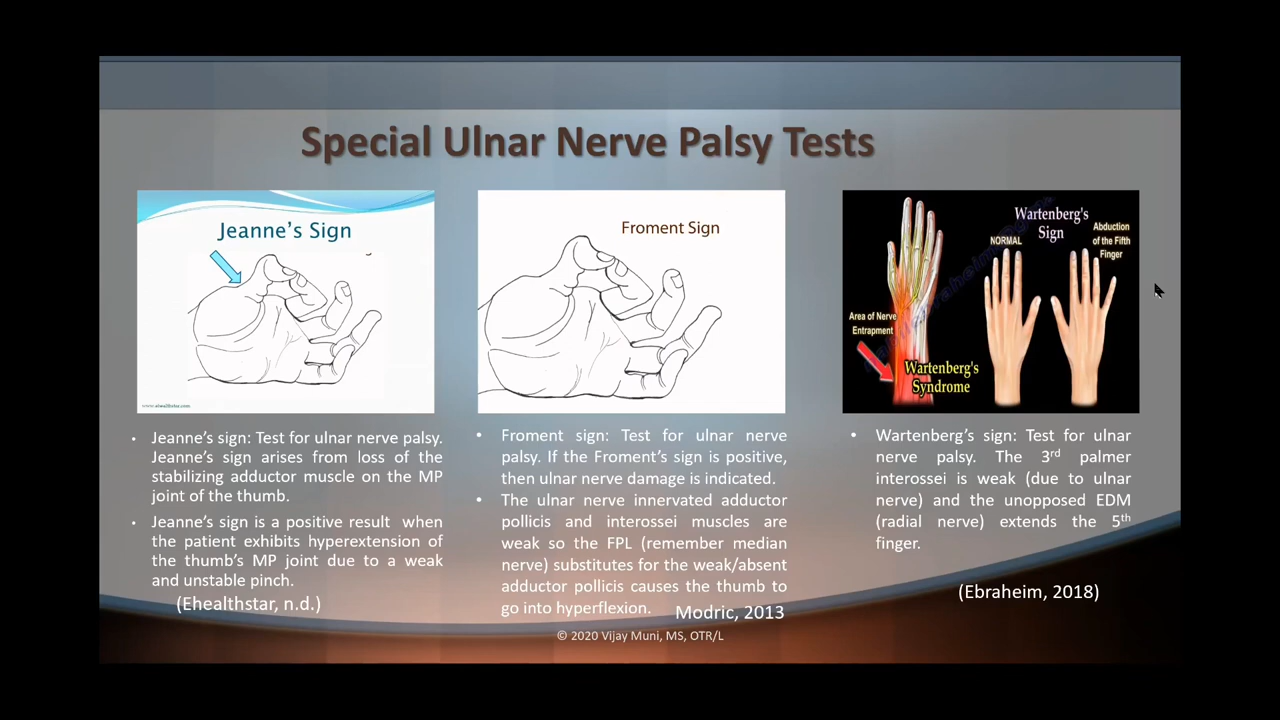 Special Ulnar Nerve Palsy Tests
Jeanne's Sign
www.ehealthstar.com
• Jeanne's sign: Test for ulnar nerve palsy.
Jeanne's sign arises from loss of the
stabilizing adductor muscle on the MP
joint of the thumb.
• Jeanne's sign is a positive result when
the patient exhibits hyperextension of
the thumb's MP joint due to a weak
and unstable pinch.
(Ehealthstar, n.d.)
Froment Sign
• Froment sign: Test for ulnar nerve
palsy. If the Froment's sign is positive,
then ulnar nerve damage is indicated.
• The ulnar nerve innervated adductor
pollicis and interossei muscles are
weak so the FPL (remember median
nerve) substitutes for the weak/absent
adductor pollicis causes the thumb to
go into hyperflexion.
Modric, 2013
Wartenberg's
Sign
NORMAL
Abduction
of the Fifth
Finger
Area of Nerve
Entrapment
Wartenberg's
Syndrome
• Wartenberg's sign: Test for ulnar
nerve palsy. The 3rd palmer
interossei is weak (due to ulnar
nerve) and the unopposed EDM
(radial nerve) extends the 5th
finger.
(Ebraheim, 2018)
© 2020 Vijay Muni, MS, OTR/L